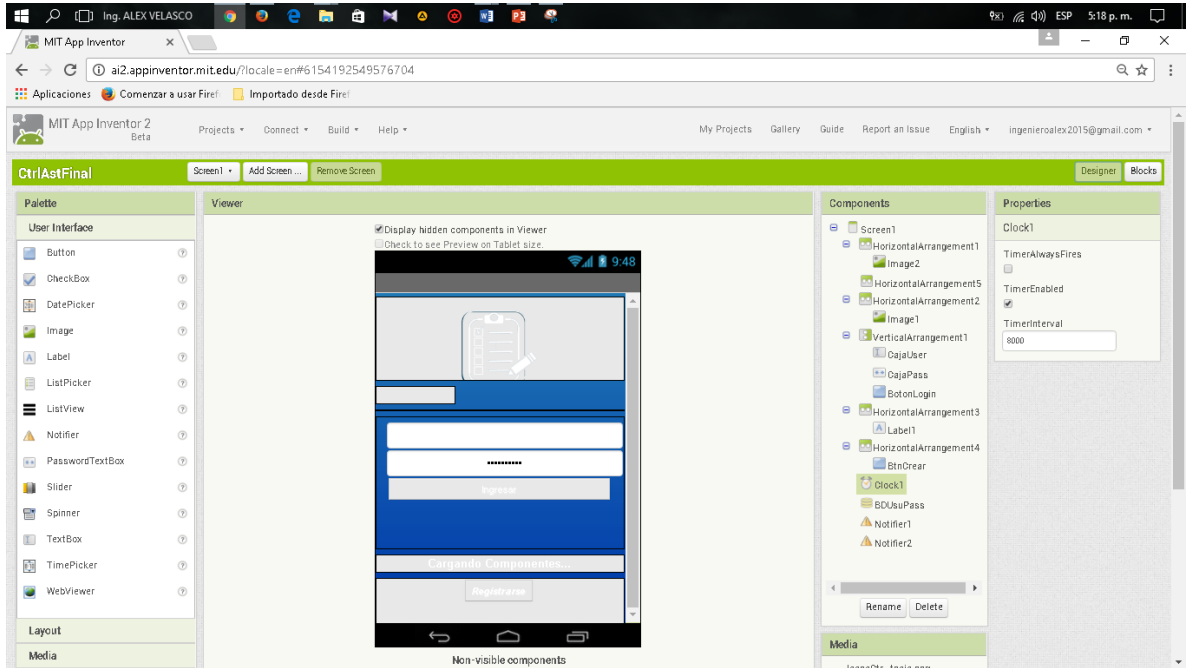 Ing. ALEX VELASCO
ESP 5:18 p. m.
MIT App Inventor
ai2.appinventor.mit.edu/?locale=en#6154192549576704
Aplicaciones Comenzar a usar Firef Importado desde Firef
MIT App Inventor 2
Beta
Projects Connect Build Help My Projects Gallery Guide Report an Issue English ingenieroalex2015@gmail.com
CtrlAstFinal Screen1 Add Screen ... Remove Screen Designer Blocks
Palette Viewer Components Properties
User Interface
Button
CheckBox
DatePicker
Image
Label
ListPicker
ListView
Notifier
PasswordTextBox
Slider
Spinner
TextBox
TimePicker
WebViewer
Layout
Media
Display hidden components in Viewer
Check to see Preview on Tablet size.
9:48
Ingresar
Cargando Componentes...
Registrarse
Non-visible components
Screen1
HorizontalArrangement1
Image2
HorizontalArrangement5
HorizontalArrangement2
Image1
VerticalArrangement1
CajaUser
CajaPass
BotonLogin
HorizontalArrangement3
Label1
HorizontalArrangement4
BtnCrear
Clock1
BDUsuPass
Notifier1
Notifier2
Rename Delete
Media
Clock1
TimerAlwaysFires
TimerEnabled
TimerInterval
8000